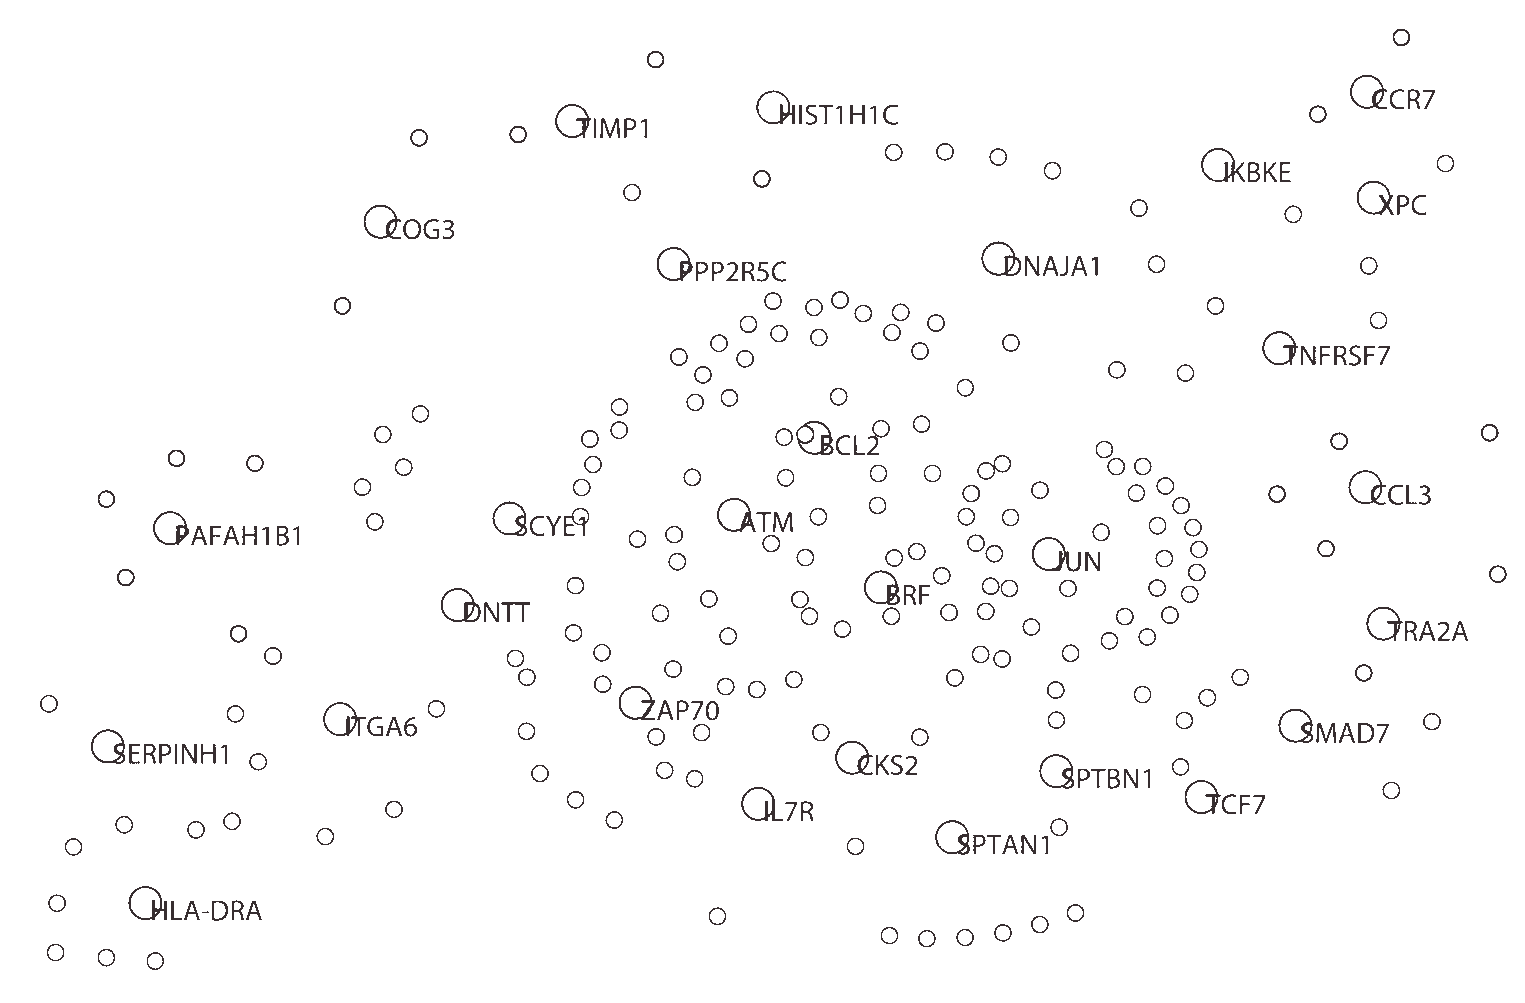 CCR7
HIST1H1C
TIMP1
IKBKE
XPC
COG3
DNAJA1
PPP2R5C
TNFRSF7
BCL2
CCL3
ATM
SCYE1
PAFAH1B1
JUN
BRF
DNTT
TRA2A
ZAP70
ITGA6
SMAD7
SERPINH1
CKS2
SPTBN1
TCF7
IL7R
SPTAN1
HLA-DRA